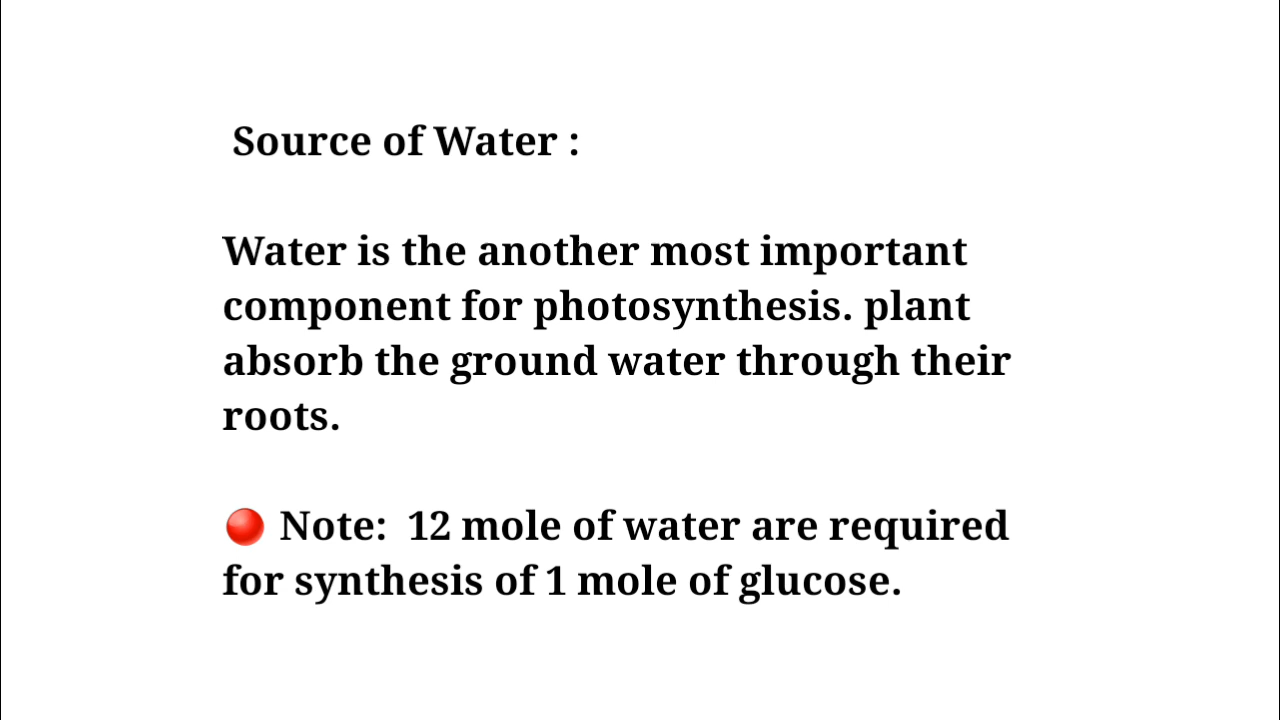 Source of Water :
Water is the another most important
component for photosynthesis. plant
absorb the ground water through their
roots.
🔴 Note: 12 mole of water are required
for synthesis of 1 mole of glucose.